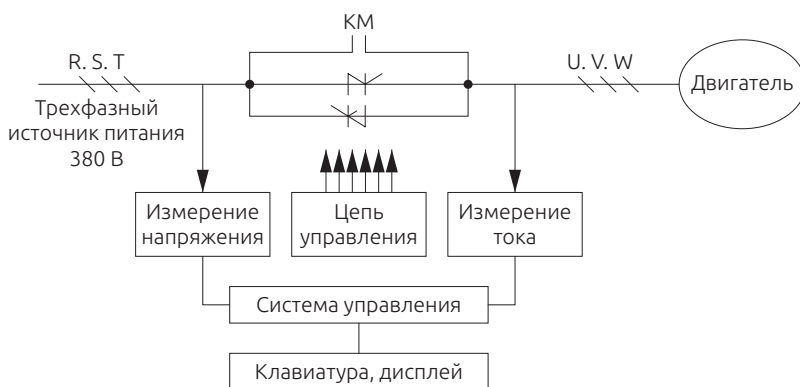 KM
R. S. T
U. V. W
Двигатель
Трехфазный
источник питания
380 В
Измерение
напряжения
Цепь
управления
Измерение
тока
Система управления
Клавиатура, дисплей